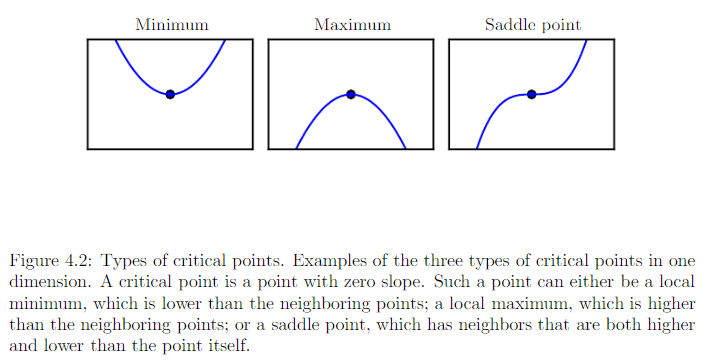 Minimum Maximum Saddle point
Figure 4.2: Types of critical points. Examples of the three types of critical points in one
dimension. A critical point is a point with zero slope. Such a point can either be a local
minimum, which is lower than the neighboring points; a local maximum, which is higher
than the neighboring points; or a saddle point, which has neighbors that are both higher
and lower than the point itself.